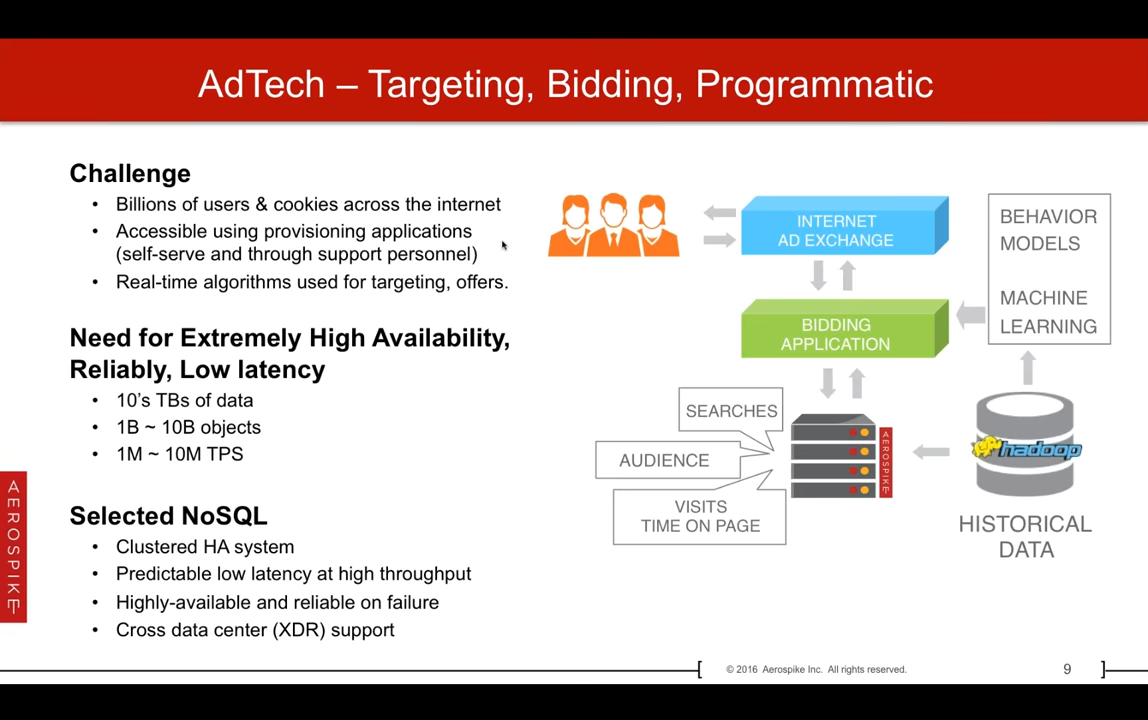 AdTech – Targeting, Bidding, Programmatic
Challenge
• Billions of users & cookies across the internet
• Accessible using provisioning applications
(self-serve and through support personnel)
• Real-time algorithms used for targeting, offers.
Need for Extremely High Availability,
Reliably, Low latency
• 10's TBs of data
• 1B ~ 10B objects
• 1M ~ 10M TPS
Selected NoSQL
• Clustered HA system
• Predictable low latency at high throughput
• Highly-available and reliable on failure
• Cross data center (XDR) support
INTERNET
AD EXCHANGE
BIDDING
APPLICATION
BEHAVIOR
MODELS
MACHINE
LEARNING
SEARCHES
AUDIENCE
VISITS
TIME ON PAGE
AEROSPIKE
hadoop
HISTORICAL
DATA
AEROSPIKE
© 2016 Aerospike Inc. All rights reserved.
9